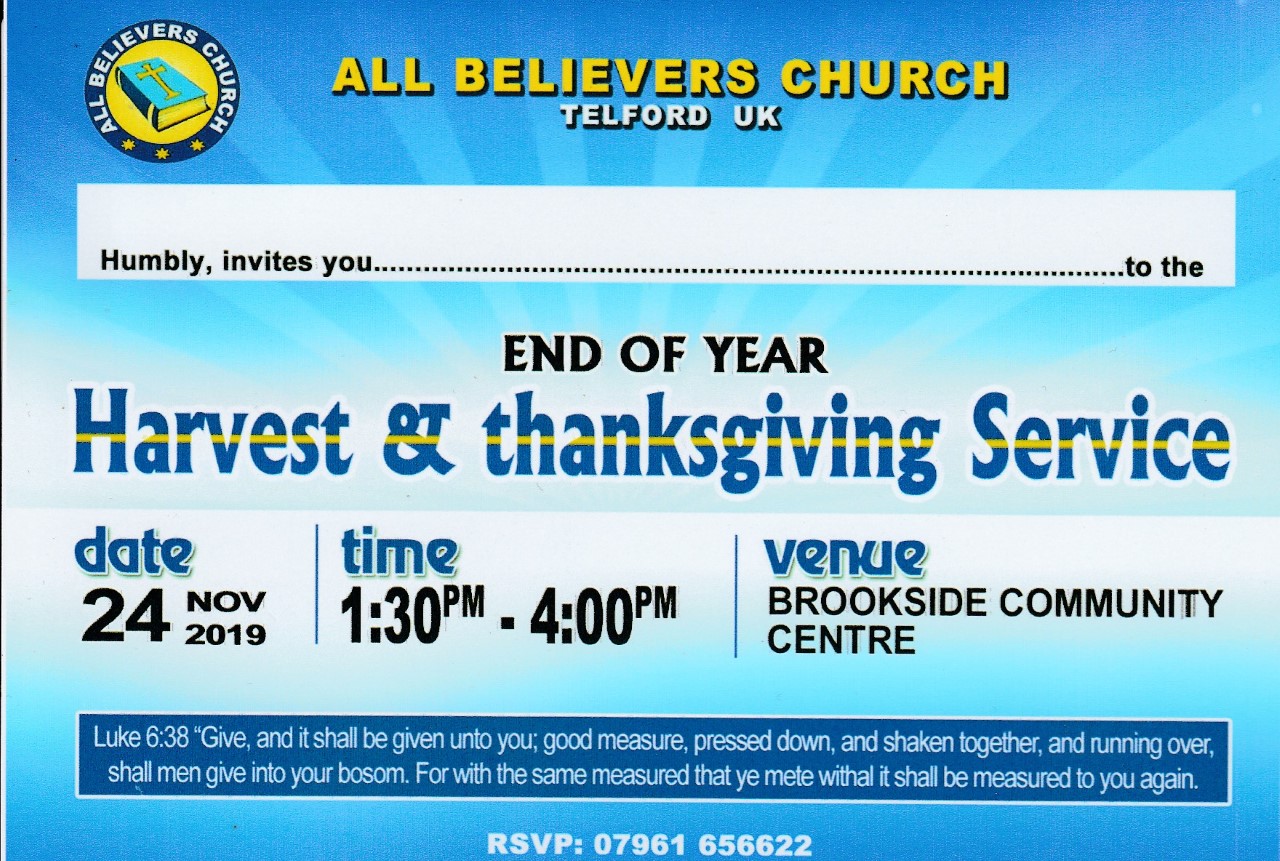 ALL BELIEVERS CHURCH
ALL BELIEVERS CHURCH
TELFORD UK
Humbly, invites you............................................................................to the
END OF YEAR
Harvest & thanksgiving Service
date
24 NOV 2019
time
1:30PM - 4:00PM
venue
BROOKSIDE COMMUNITY
CENTRE
Luke 6:38 “Give, and it shall be given unto you; good measure, pressed down, and shaken together, and running over,
shall men give into your bosom. For with the same measured that ye mete withal it shall be measured to you again.
RSVP: 07961 656622